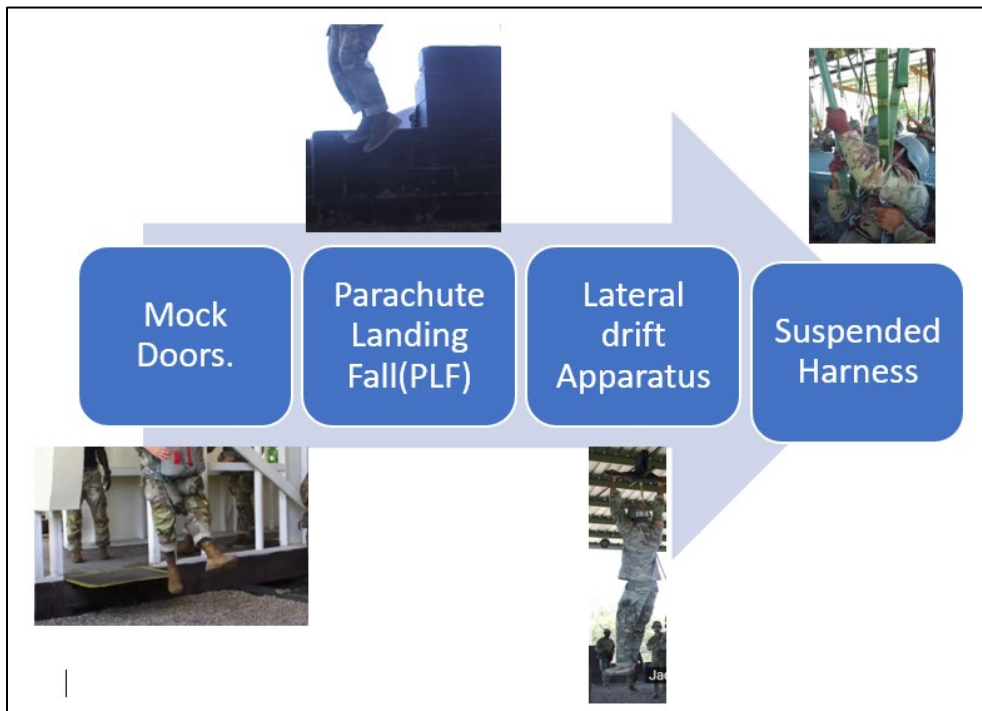 Mock
Doors.
Parachute
Landing
Fall(PLF)
Lateral
drift
Apparatus
Suspended
Harness